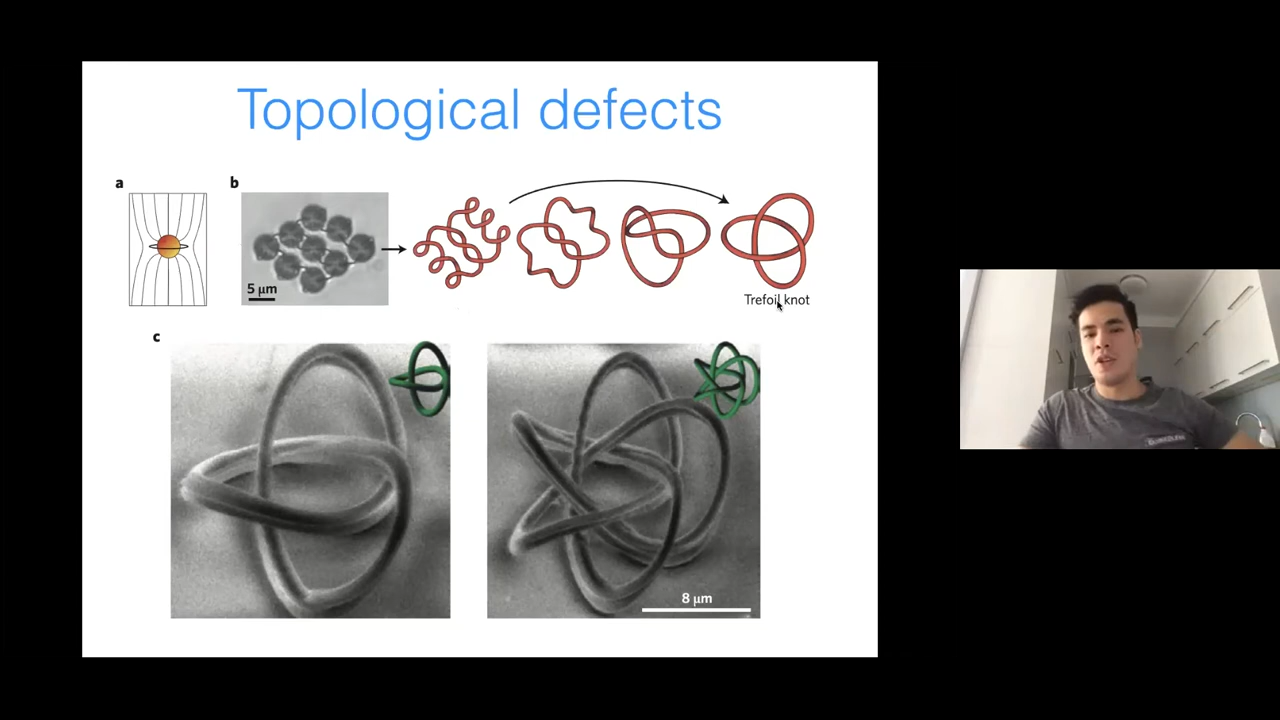 Topological defects
a
b
5 μm
Trefoil knot
c
8 μm